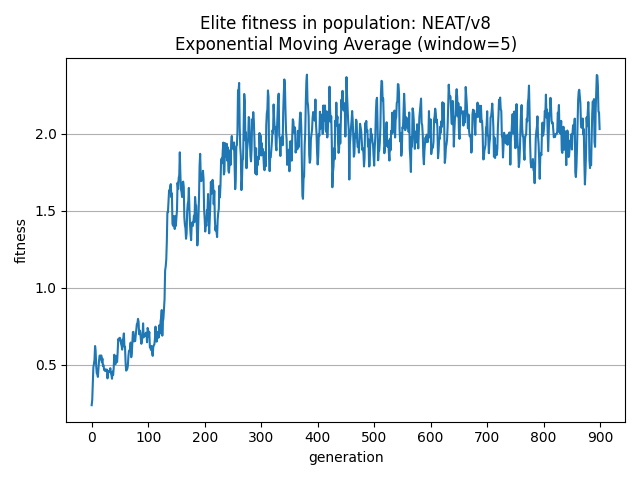 Elite fitness in population: NEAT/v8
Exponential Moving Average (window=5)
fitness
2.0
1.5
1.0
0.5
0 100 200 300 400 500 600 700 800 900
generation